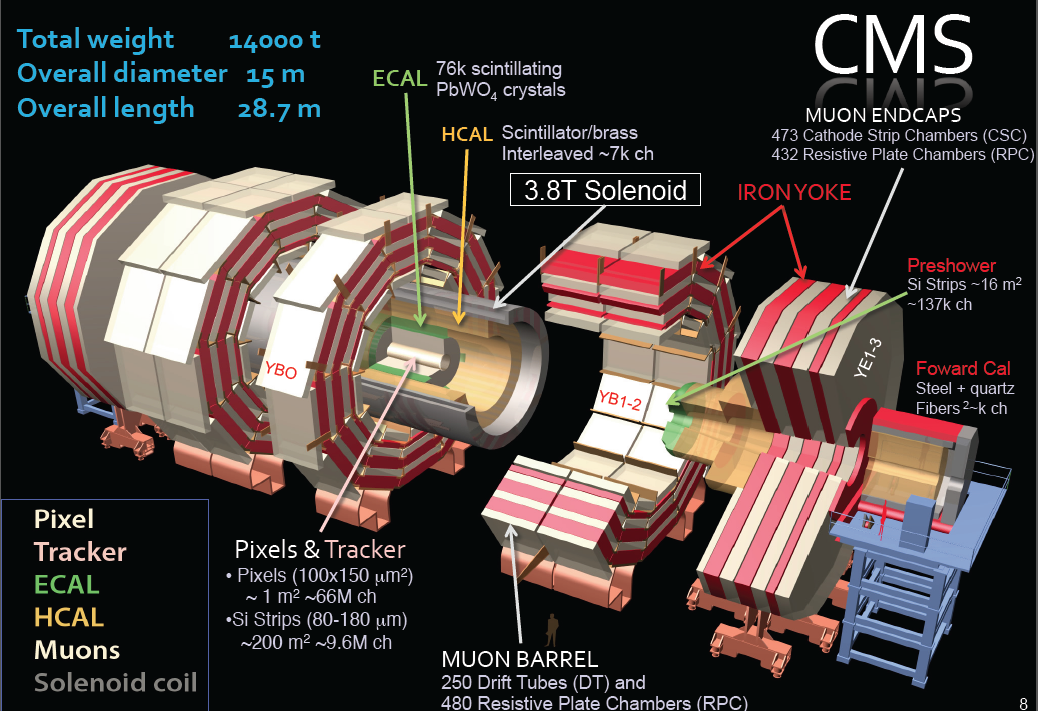 Total weight 14000 t
Overall diameter 15 m
Overall length 28.7 m
CMS
ECAL 76k scintillating
PbWO4 crystals
HCAL Scintillator/brass
Interleaved ~7k ch
3.8T Solenoid
MUON ENDCAPS
473 Cathode Strip Chambers (CSC)
432 Resistive Plate Chambers (RPC)
IRON YOKE
Preshower
Si Strips ~16 m²
~137k ch
YE1-3
Foward Cal
Steel + quartz
Fibers ²~k ch
YBO
YB1-2
Pixel
Tracker
ECAL
HCAL
Muons
Solenoid coil
Pixels & Tracker
• Pixels (100x150 μm²)
~ 1 m² ~66M ch
•Si Strips (80-180 μm)
~200 m² ~9.6M ch
MUON BARREL
250 Drift Tubes (DT) and
480 Resistive Plate Chambers (RPC)
8